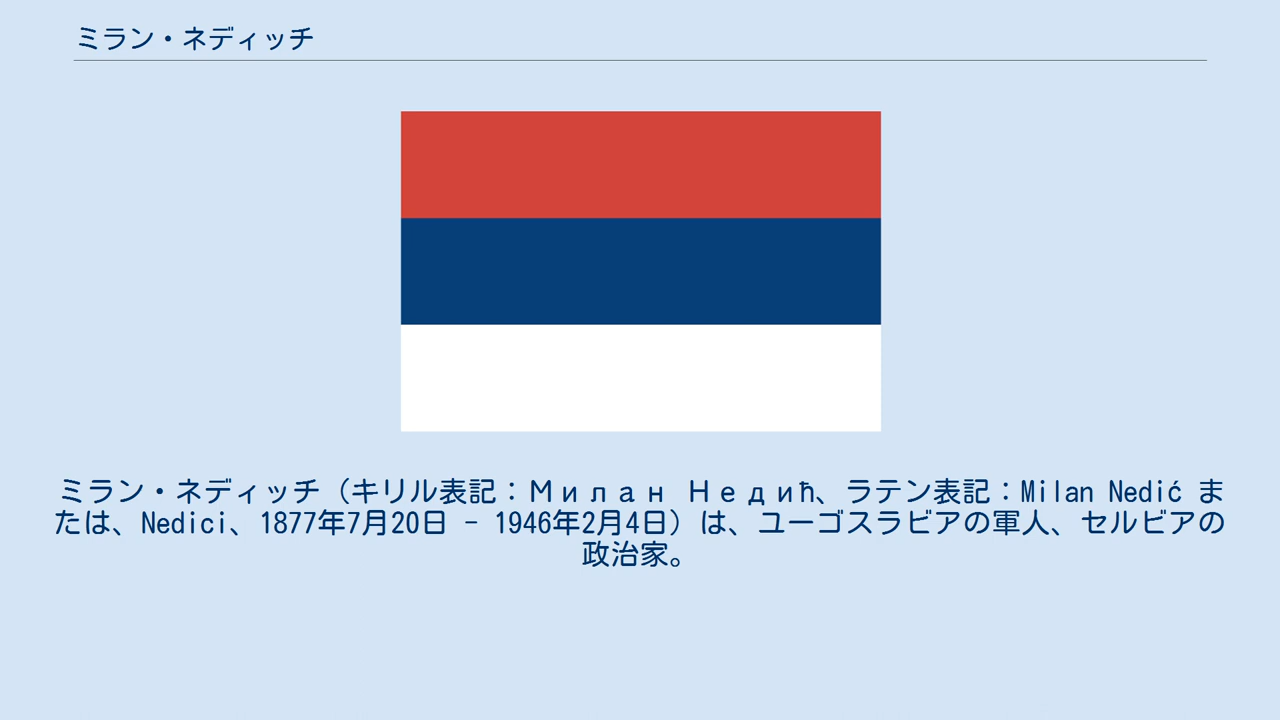 ミラン・ネディッチ
ミラン・ネディッチ（キリル表記：Милан Недић、ラテン表記：Milan Nedić ま
たは、Nedici、1877年7月20日 - 1946年2月4日）は、ユーゴスラビアの軍人、セルビアの
政治家。